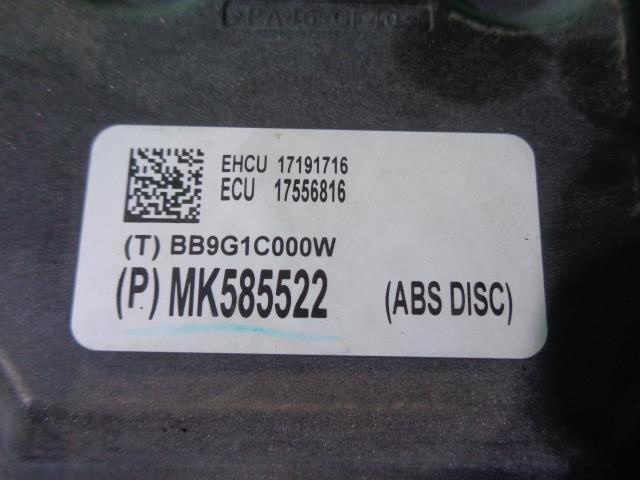 EHCU 17191716
ECU 17556816
(T) BB9G1C000W
(P) MK585522 (ABS DISC)